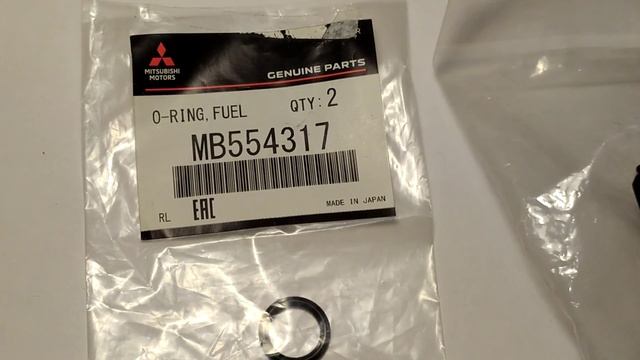 MITSUBISHI
MOTORS
GENUINE PARTS
O-RING, FUEL QTY: 2
MB554317
RL EAC MADE IN JAPAN